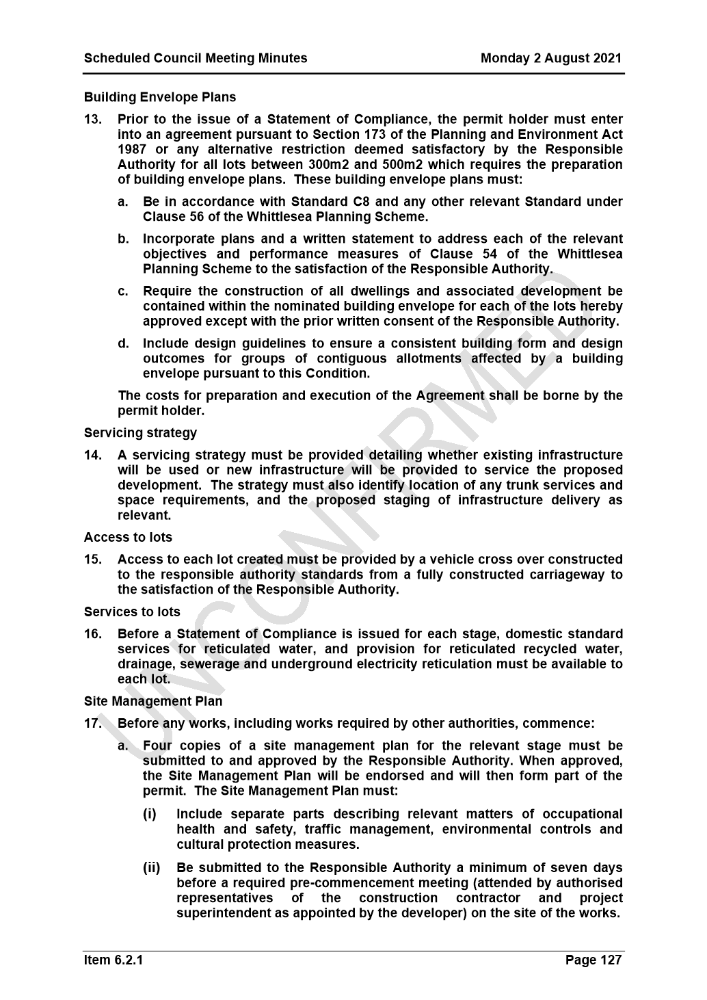 Scheduled Council Meeting Minutes Monday 2 August 2021
Building Envelope Plans
13. Prior to the issue of a Statement of Compliance, the permit holder must enter
into an agreement pursuant to Section 173 of the Planning and Environment Act
1987 or any alternative restriction deemed satisfactory by the Responsible
Authority for all lots between 300m2 and 500m2 which requires the preparation
of building envelope plans. These building envelope plans must:
a. Be in accordance with Standard C8 and any other relevant Standard under
Clause 56 of the Whittlesea Planning Scheme.
b. Incorporate plans and a written statement to address each of the relevant
objectives and performance measures of Clause 54 of the Whittlesea
Planning Scheme to the satisfaction of the Responsible Authority.
c. Require the construction of all dwellings and associated development be
contained within the nominated building envelope for each of the lots hereby
approved except with the prior written consent of the Responsible Authority.
d. Include design guidelines to ensure a consistent building form and design
outcomes for groups of contiguous allotments affected by a building
envelope pursuant to this Condition.
The costs for preparation and execution of the Agreement shall be borne by the
permit holder.
Servicing strategy
14. A servicing strategy must be provided detailing whether existing infrastructure
will be used or new infrastructure will be provided to service the proposed
development. The strategy must also identify location of any trunk services and
space requirements, and the proposed staging of infrastructure delivery as
relevant.
Access to lots
15. Access to each lot created must be provided by a vehicle cross over constructed
to the responsible authority standards from a fully constructed carriageway to
the satisfaction of the Responsible Authority.
Services to lots
16. Before a Statement of Compliance is issued for each stage, domestic standard
services for reticulated water, and provision for reticulated recycled water,
drainage, sewerage and underground electricity reticulation must be available to
each lot.
Site Management Plan
17. Before any works, including works required by other authorities, commence:
a. Four copies of a site management plan for the relevant stage must be
submitted to and approved by the Responsible Authority. When approved,
the Site Management Plan will be endorsed and will then form part of the
permit. The Site Management Plan must:
(i) Include separate parts describing relevant matters of occupational
health and safety, traffic management, environmental controls and
cultural protection measures.
(ii) Be submitted to the Responsible Authority a minimum of seven days
before a required pre-commencement meeting (attended by authorised
representatives of the construction contractor and project
superintendent as appointed by the developer) on the site of the works.
Item 6.2.1 Page 127
UNCONFIRMED